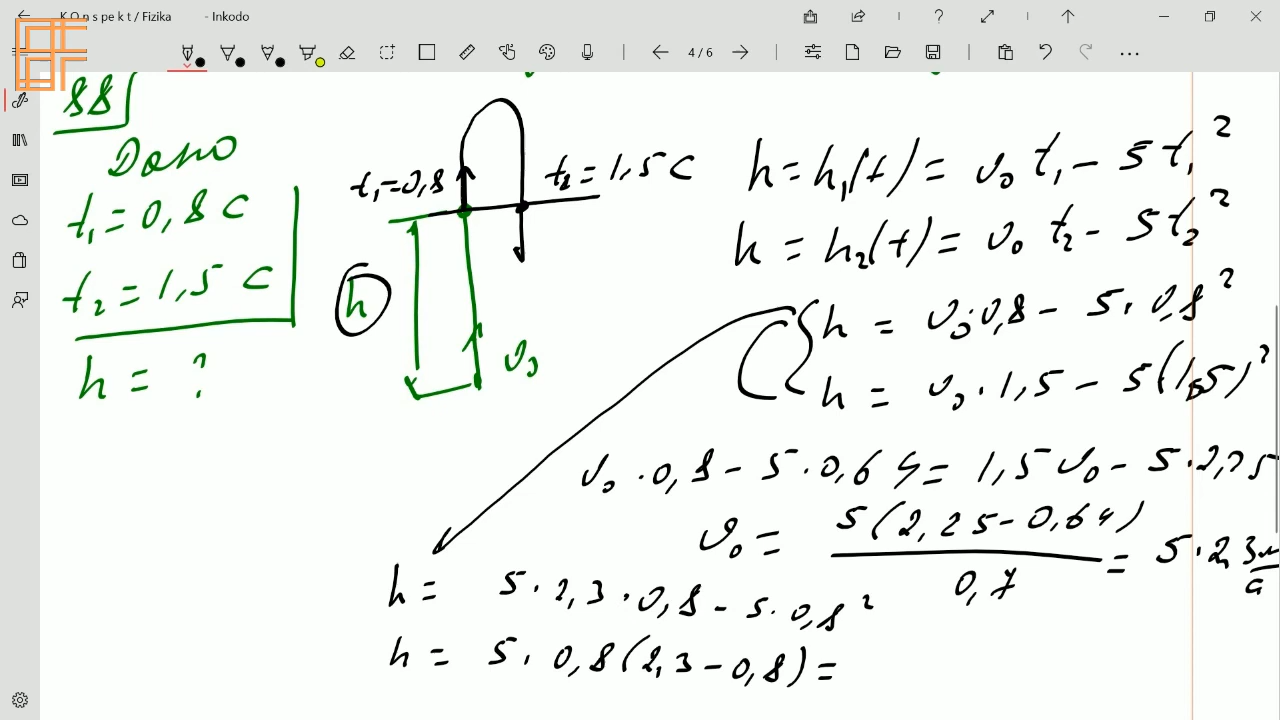 K O n s p e k t / Fizika - Inkodo
4 / 6
88
Дано
t₁ = 0,8 c
t₂ = 1,5 c
h = ?
t₁ = 0,8
t₂ = 1,5 c
h
υ₀
h = h₁(t) = υ₀ t₁ - 5 t₁²
h = h₂(t) = υ₀ t₂ - 5 t₂²
h = υ₀ · 0,8 - 5 · 0,8²
h = υ₀ · 1,5 - 5 (1,5)²
υ₀ · 0,8 - 5 · 0,64 = 1,5 υ₀ - 5 · 2,25
υ₀ = 5 (2,25 - 0,64) / 0,7 = 5 · 2,3 м/с
h = 5 · 2,3 · 0,8 - 5 · 0,8²
h = 5 · 0,8 (2,3 - 0,8) =